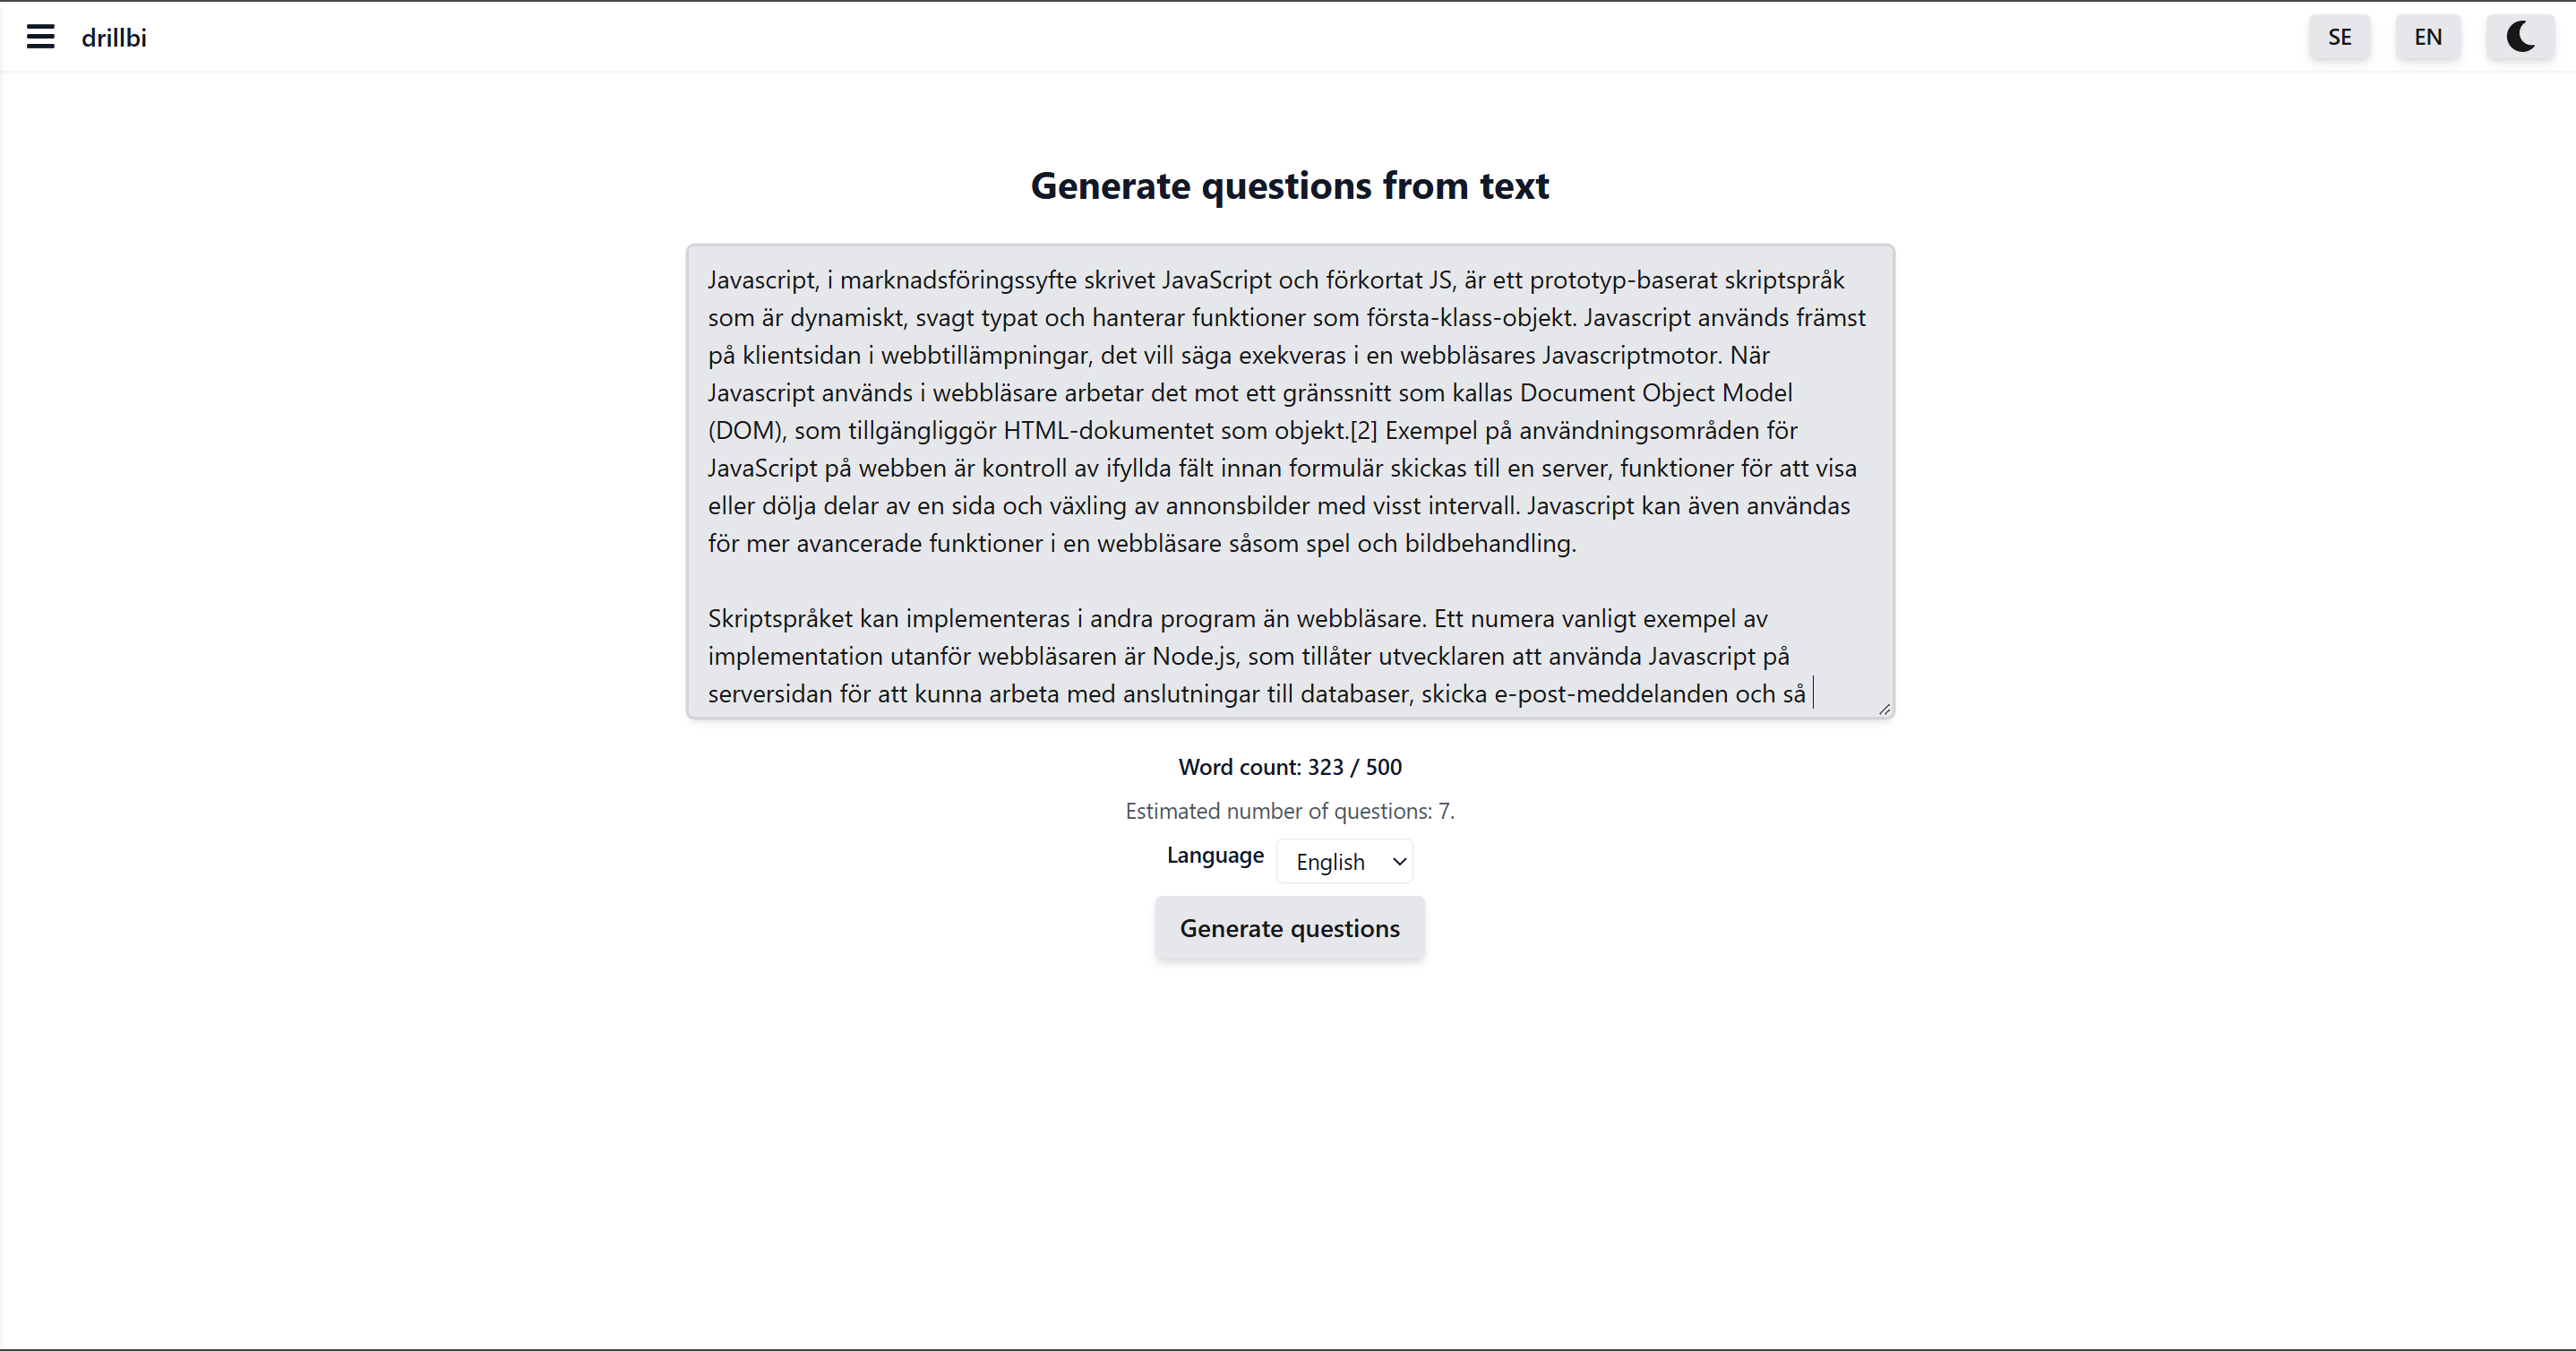 drillbi
SE
EN
Generate questions from text
Javascript, i marknadsföringssyfte skrivet JavaScript och förkortat JS, är ett prototyp-baserat skriptspråk
som är dynamiskt, svagt typat och hanterar funktioner som första-klass-objekt. Javascript används främst
på klientsidan i webbtillämpningar, det vill säga exekveras i en webbläsares Javascriptmotor. När
Javascript används i webbläsare arbetar det mot ett gränssnitt som kallas Document Object Model
(DOM), som tillgängliggör HTML-dokumentet som objekt.[2] Exempel på användningsområden för
JavaScript på webben är kontroll av ifyllda fält innan formulär skickas till en server, funktioner för att visa
eller dölja delar av en sida och växling av annonsbilder med visst intervall. Javascript kan även användas
för mer avancerade funktioner i en webbläsare såsom spel och bildbehandling.
Skriptspråket kan implementeras i andra program än webbläsare. Ett numera vanligt exempel av
implementation utanför webbläsaren är Node.js, som tillåter utvecklaren att använda Javascript på
serversidan för att kunna arbeta med anslutningar till databaser, skicka e-post-meddelanden och så
Word count: 323 / 500
Estimated number of questions: 7.
Language English
Generate questions